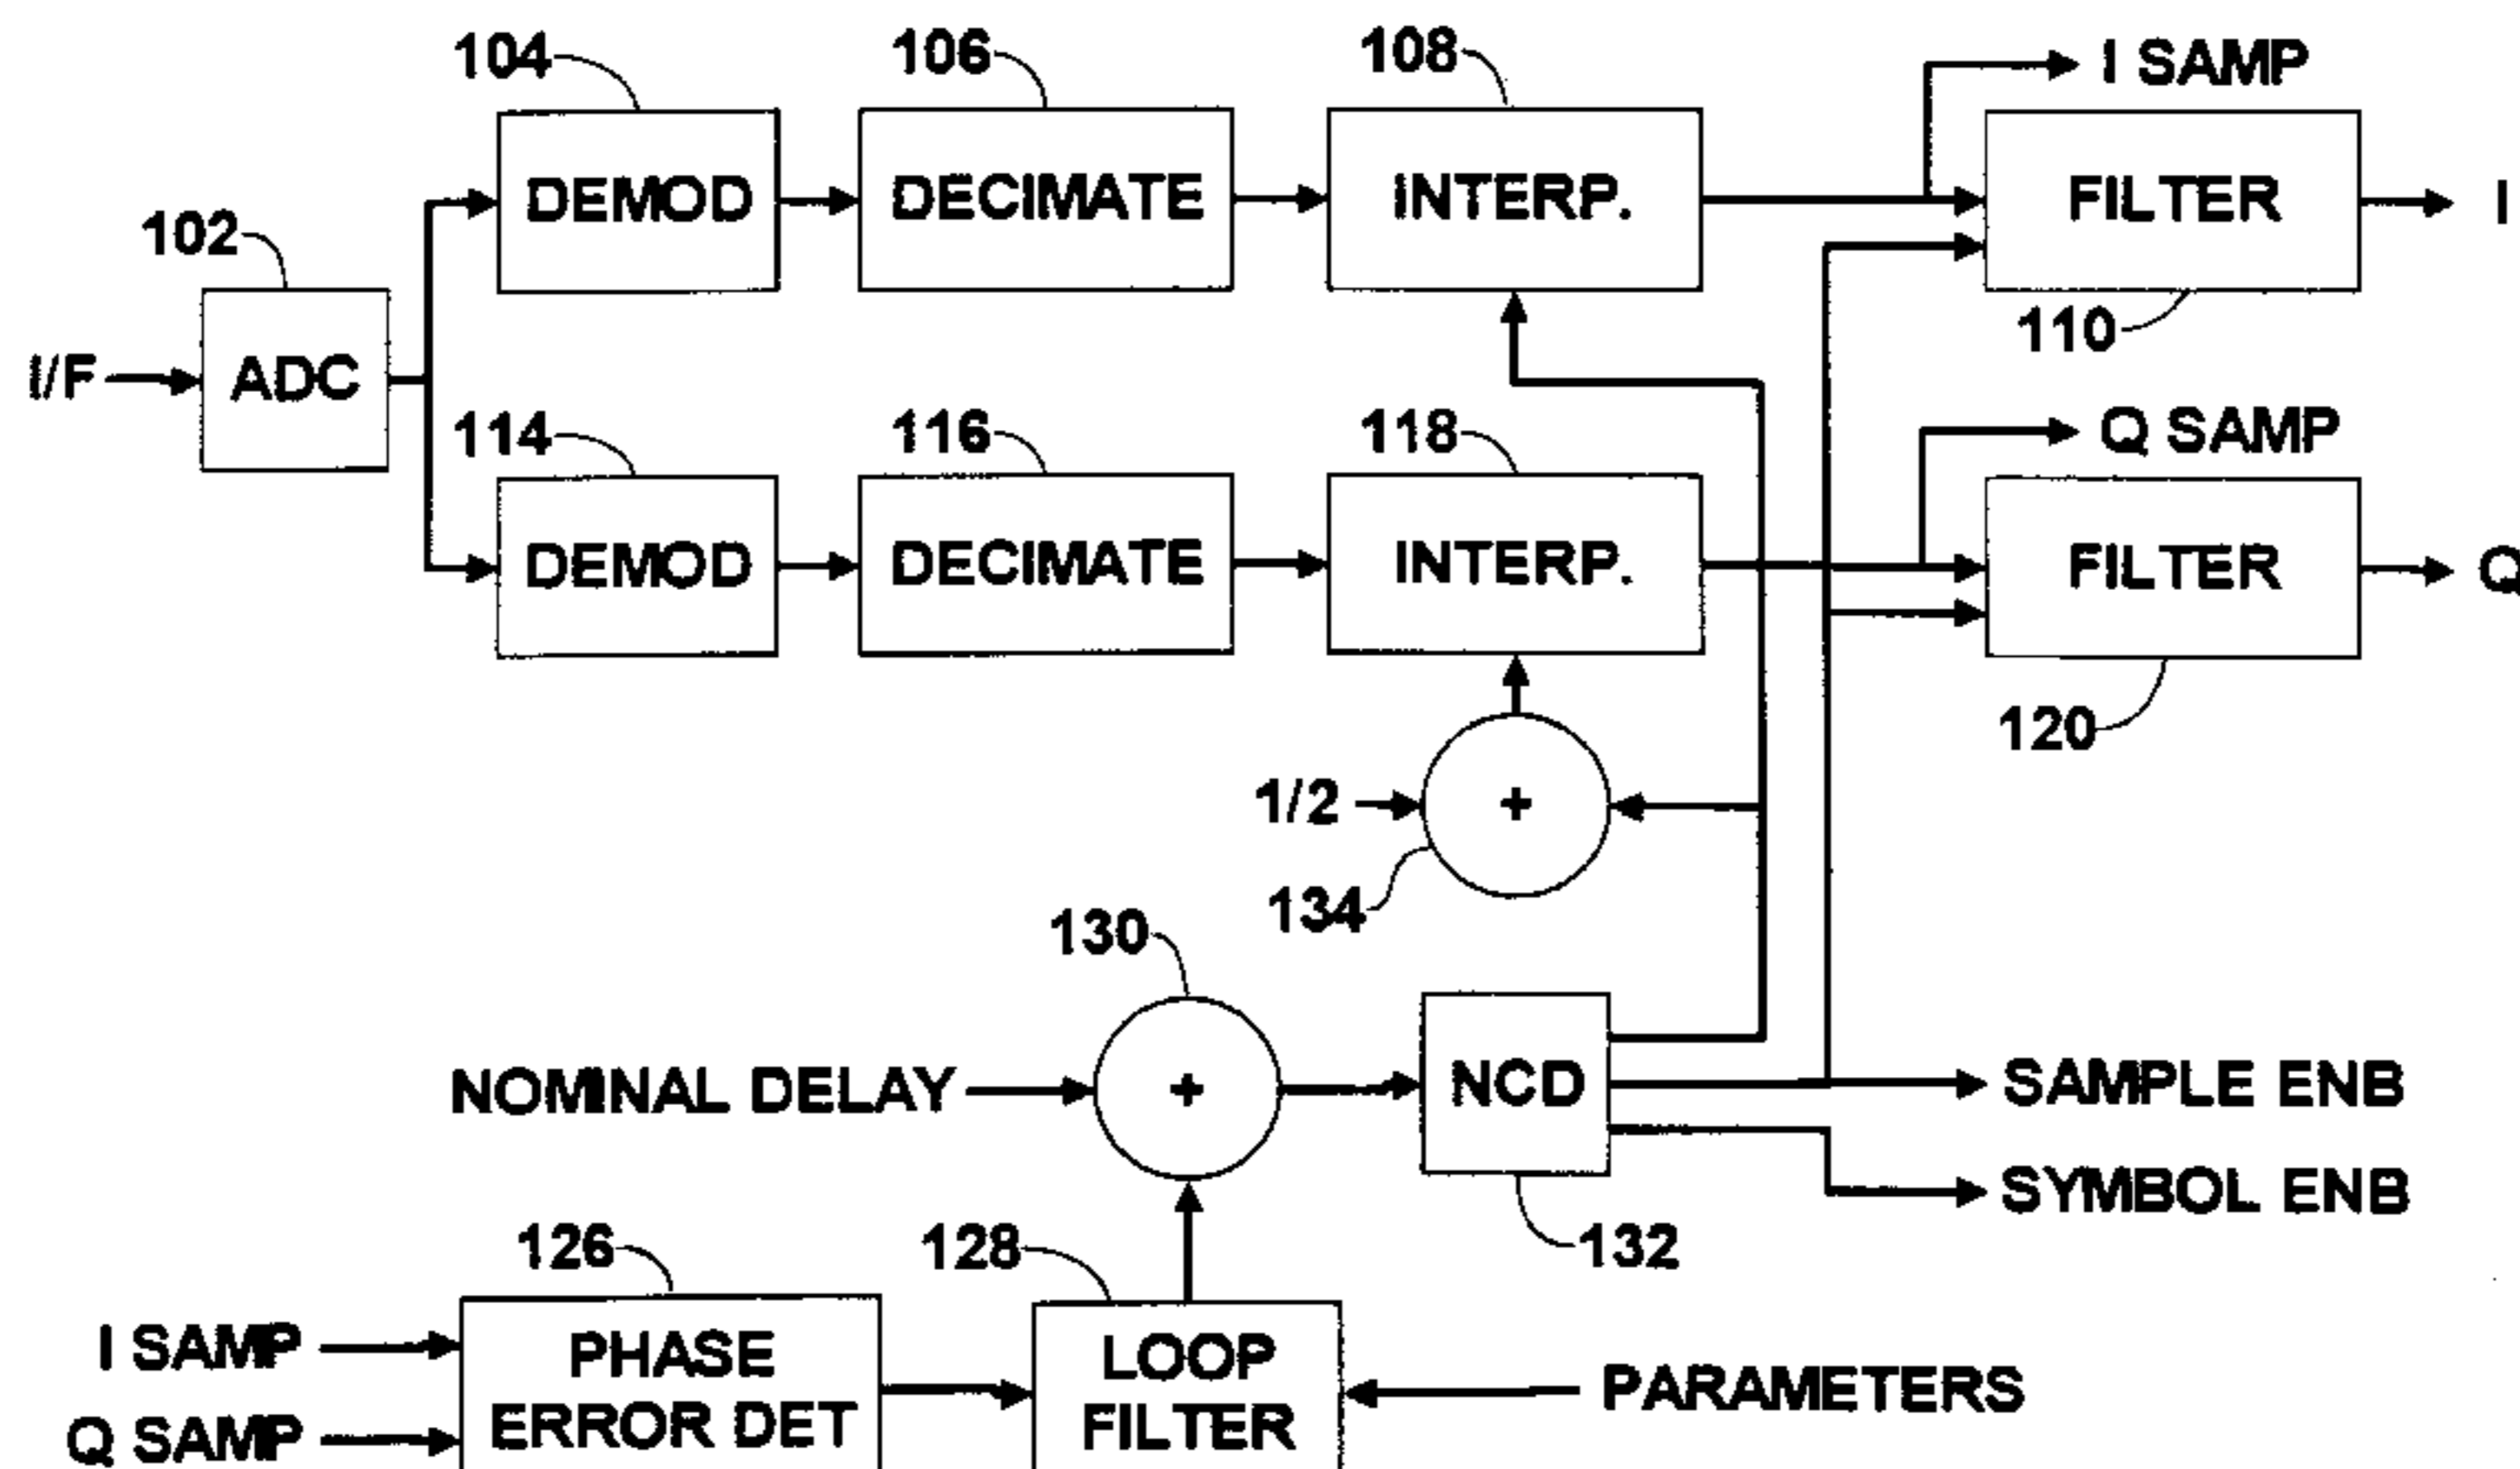 104
106
108
I SAMP
DEMOD
DECIMATE
INTERP.
FILTER
I
102
110
I/F
ADC
114
116
118
Q SAMP
DEMOD
DECIMATE
INTERP.
FILTER
Q
120
1/2
+
134
130
NOMINAL DELAY
+
NCD
SAMPLE ENB
SYMBOL ENB
126
128
132
I SAMP
Q SAMP
PHASE
ERROR DET
LOOP
FILTER
PARAMETERS